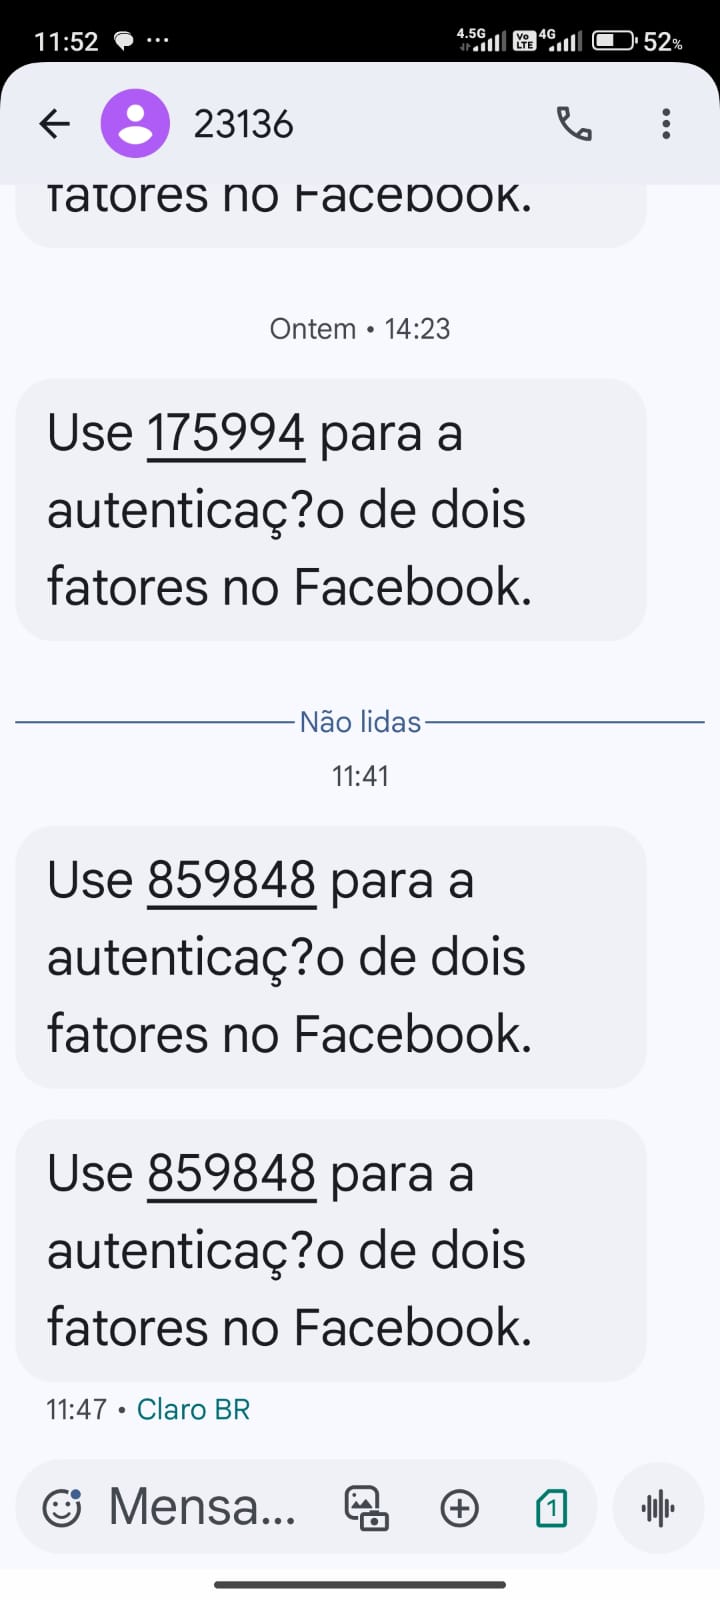 11:52
4.5G
Vo LTE
4G
52%
23136
fatores no Facebook.
Ontem • 14:23
Use 175994 para a
autenticaç?o de dois
fatores no Facebook.
Não lidas
11:41
Use 859848 para a
autenticaç?o de dois
fatores no Facebook.
Use 859848 para a
autenticaç?o de dois
fatores no Facebook.
11:47 • Claro BR
Mensa...
1